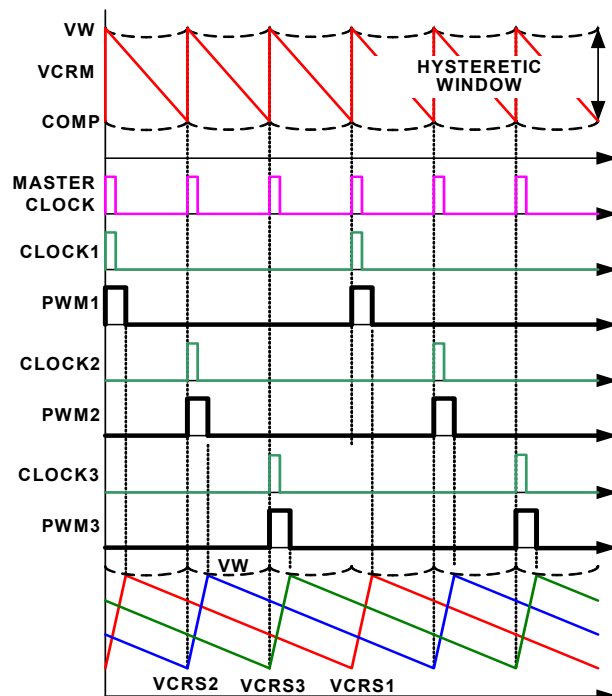 VW
VCRM
HYSTERETIC
WINDOW
COMP
MASTER
CLOCK
CLOCK1
PWM1
CLOCK2
PWM2
CLOCK3
PWM3
VW
VCRS2 VCRS3 VCRS1